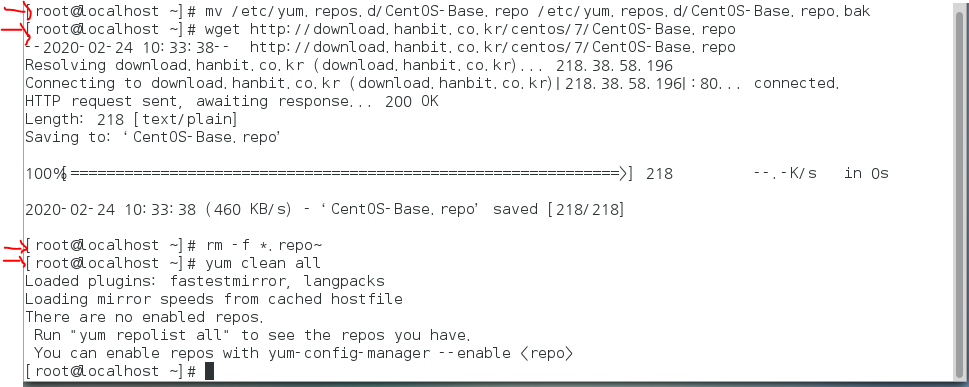 [root@localhost ~]# mv /etc/yum.repos.d/CentOS-Base.repo /etc/yum.repos.d/CentOS-Base.repo.bak
[root@localhost ~]# wget http://download.hanbit.co.kr/centos/7/CentOS-Base.repo
--2020-02-24 10:33:38--  http://download.hanbit.co.kr/centos/7/CentOS-Base.repo
Resolving download.hanbit.co.kr (download.hanbit.co.kr)... 218.38.58.196
Connecting to download.hanbit.co.kr (download.hanbit.co.kr)|218.38.58.196|:80... connected.
HTTP request sent, awaiting response... 200 OK
Length: 218 [text/plain]
Saving to: ‘CentOS-Base.repo’
100%[=============================================================>] 218         --.-K/s   in 0s
2020-02-24 10:33:38 (460 KB/s) - ‘CentOS-Base.repo’ saved [218/218]
[root@localhost ~]# rm -f *.repo~
[root@localhost ~]# yum clean all
Loaded plugins: fastestmirror, langpacks
Loading mirror speeds from cached hostfile
There are no enabled repos.
 Run "yum repolist all" to see the repos you have.
 You can enable repos with yum-config-manager --enable <repo>
[root@localhost ~]#